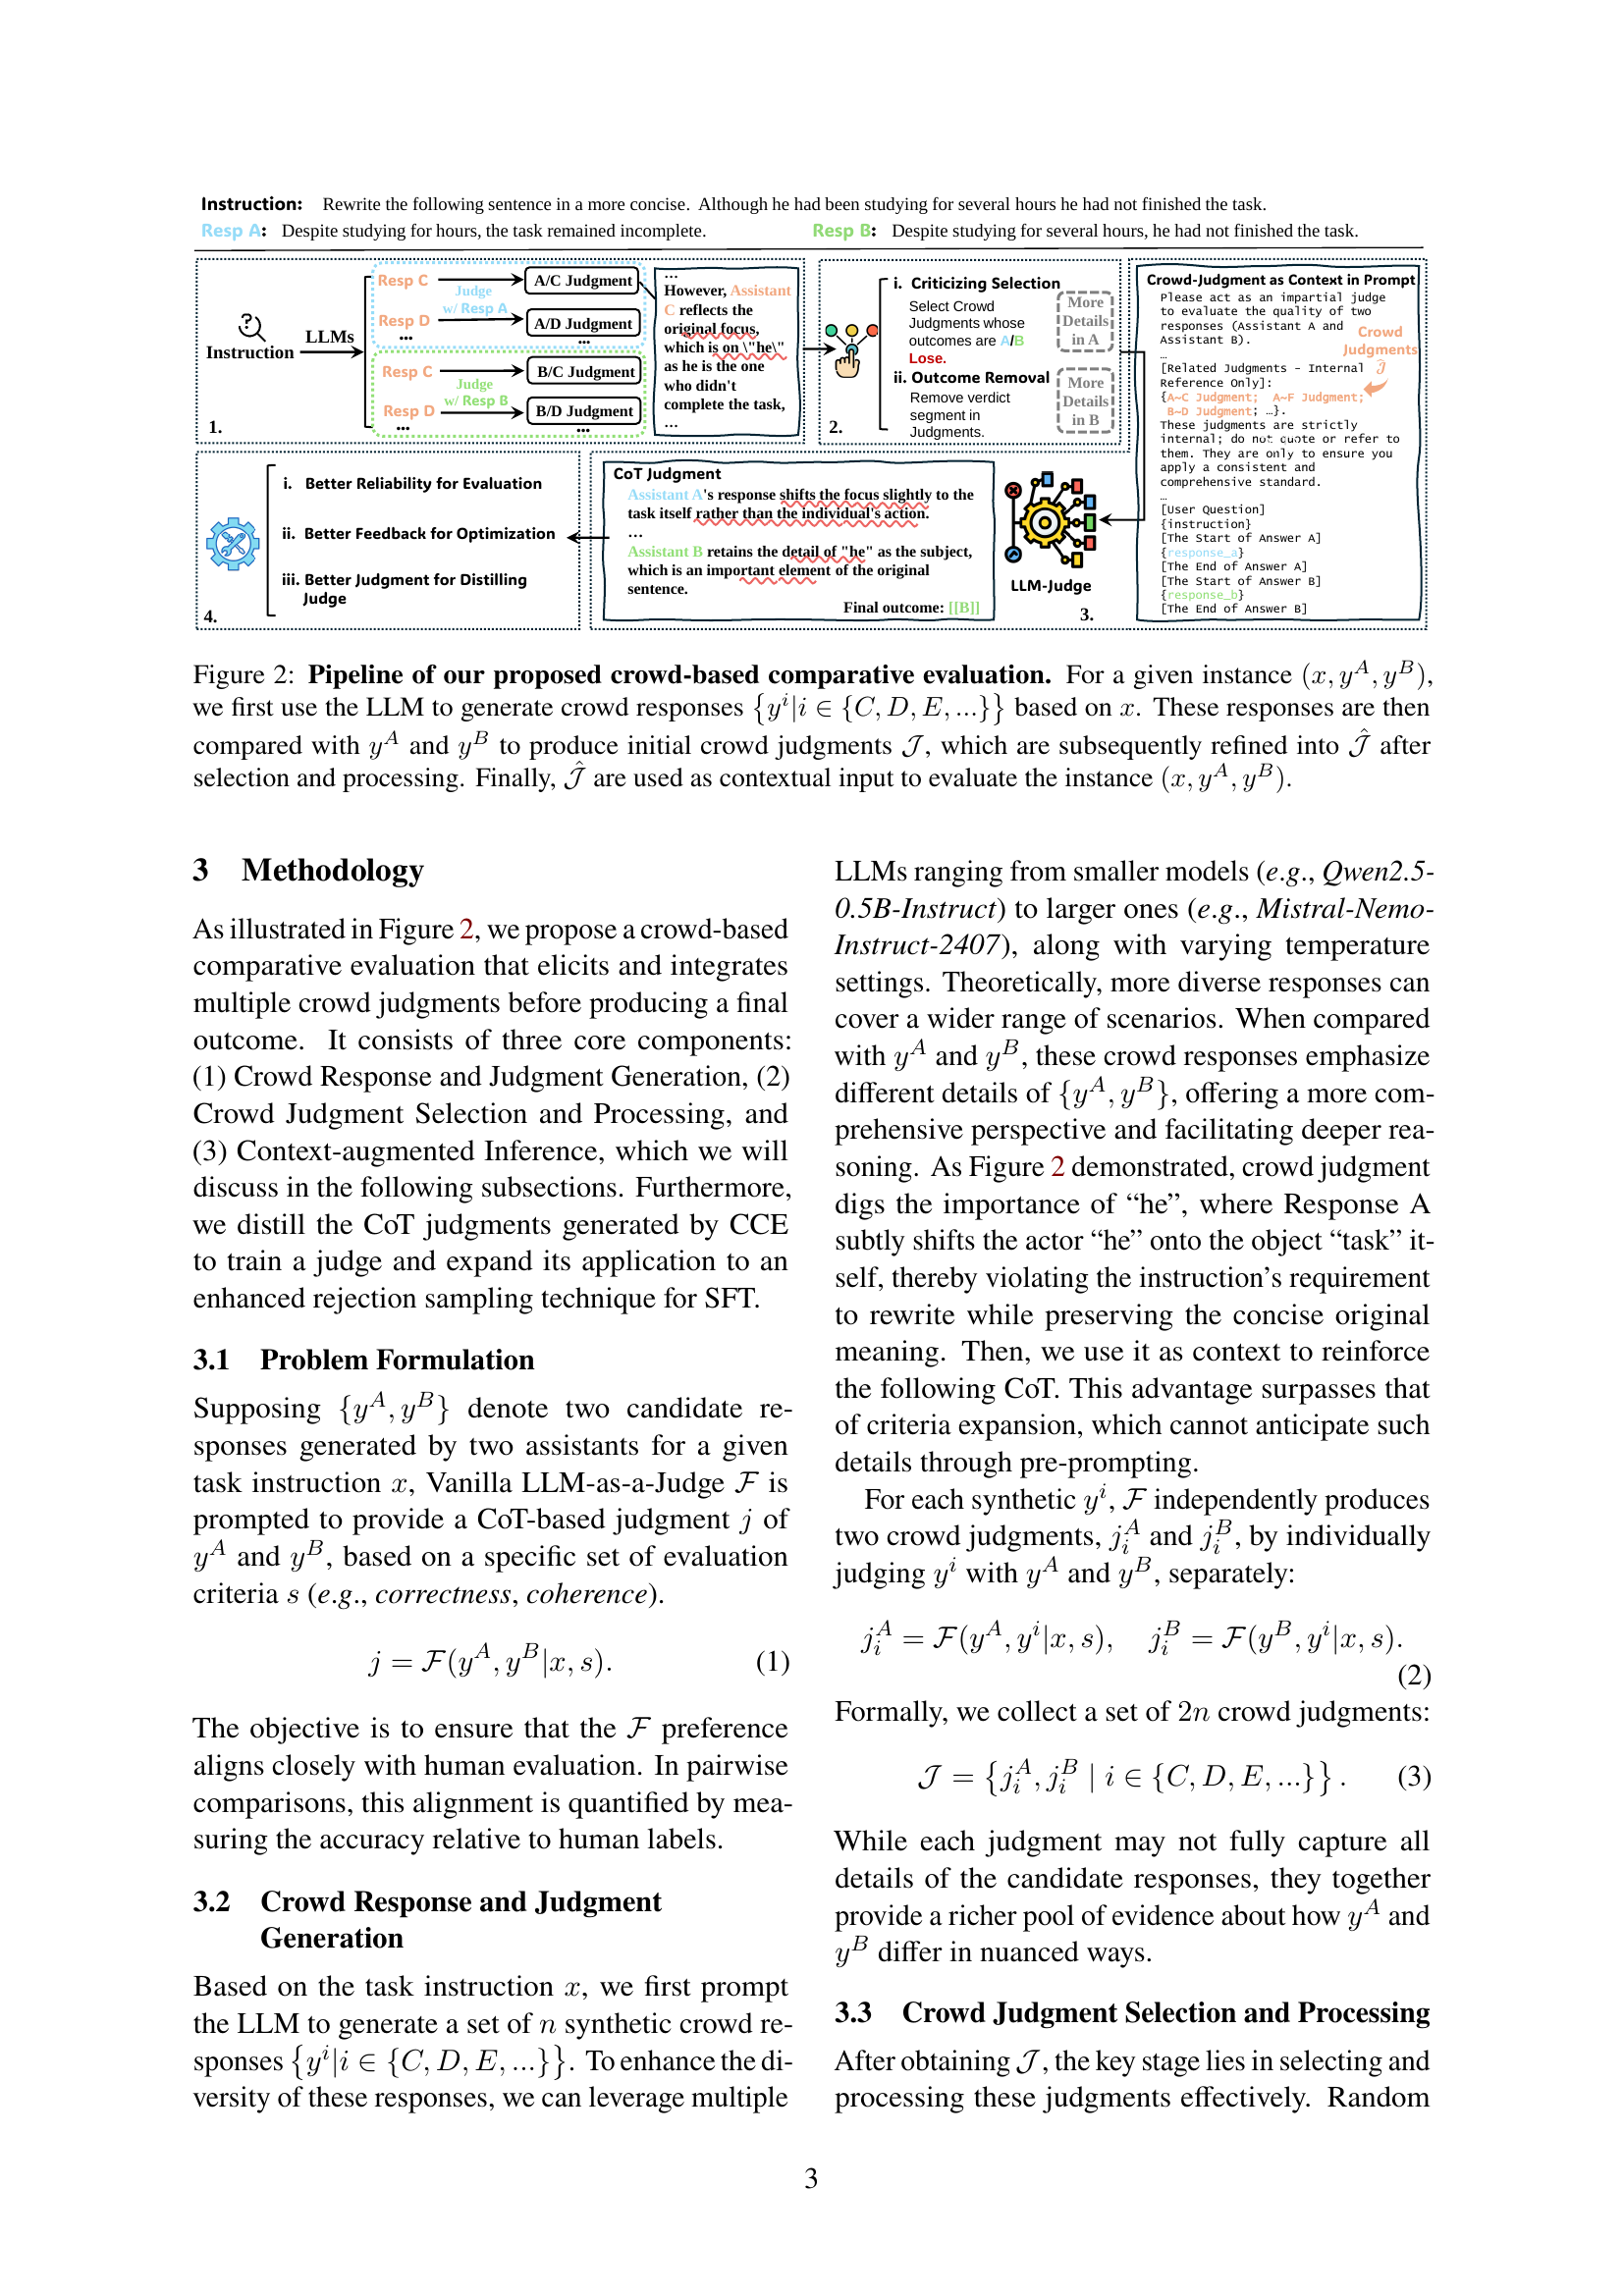 Instruction: Rewrite the following sentence in a more concise. Although he had been studying for several hours he had not finished the task.
Resp A: Despite studying for hours, the task remained incomplete. Resp B: Despite studying for several hours, he had not finished the task.
Instruction
LLMs
Resp C
Judge
w/ Resp A
Resp D
...
A/C Judgment
A/D Judgment
...
Resp C
Judge
w/ Resp B
Resp D
...
B/C Judgment
B/D Judgment
...
1.
...
However, Assistant
C reflects the
original focus,
which is on \"he\"
as he is the one
who didn't
complete the task,
...
i. Criticizing Selection
Select Crowd
Judgments whose
outcomes are A/B
Lose.
ii. Outcome Removal
Remove verdict
segment in
Judgments.
More
Details
in A
More
Details
in B
2.
Crowd-Judgment as Context in Prompt
Please act as an impartial judge
to evaluate the quality of two
responses (Assistant A and
Assistant B).
Crowd
Judgments
…
[Related Judgments - Internal
Reference Only]:
{A~C Judgment; A~F Judgment;
B~D Judgment; …}.
These judgments are strictly
internal; do not quote or refer to
them. They are only to ensure you
apply a consistent and
comprehensive standard.
…
[User Question]
{instruction}
[The Start of Answer A]
{response_a}
[The End of Answer A]
[The Start of Answer B]
{response_b}
[The End of Answer B]
LLM-Judge
3.
CoT Judgment
Assistant A's response shifts the focus slightly to the
task itself rather than the individual's action.
...
Assistant B retains the detail of "he" as the subject,
which is an important element of the original
sentence.
Final outcome: [[B]]
i. Better Reliability for Evaluation
ii. Better Feedback for Optimization
iii. Better Judgment for Distilling
Judge
4.
Figure 2: Pipeline of our proposed crowd-based comparative evaluation. For a given instance (x, y^A, y^B),
we first use the LLM to generate crowd responses {y^i|i ∈ {C, D, E, ...}} based on x. These responses are then
compared with y^A and y^B to produce initial crowd judgments 𝒥, which are subsequently refined into 𝒥̂ after
selection and processing. Finally, 𝒥̂ are used as contextual input to evaluate the instance (x, y^A, y^B).
3 Methodology
As illustrated in Figure 2, we propose a crowd-based
comparative evaluation that elicits and integrates
multiple crowd judgments before producing a final
outcome. It consists of three core components:
(1) Crowd Response and Judgment Generation, (2)
Crowd Judgment Selection and Processing, and
(3) Context-augmented Inference, which we will
discuss in the following subsections. Furthermore,
we distill the CoT judgments generated by CCE
to train a judge and expand its application to an
enhanced rejection sampling technique for SFT.
3.1 Problem Formulation
Supposing {y^A, y^B} denote two candidate re-
sponses generated by two assistants for a given
task instruction x, Vanilla LLM-as-a-Judge ℱ is
prompted to provide a CoT-based judgment j of
y^A and y^B, based on a specific set of evaluation
criteria s (e.g., correctness, coherence).
j = ℱ(y^A, y^B|x, s). (1)
The objective is to ensure that the ℱ preference
aligns closely with human evaluation. In pairwise
comparisons, this alignment is quantified by mea-
suring the accuracy relative to human labels.
3.2 Crowd Response and Judgment
Generation
Based on the task instruction x, we first prompt
the LLM to generate a set of n synthetic crowd re-
sponses {y^i|i ∈ {C, D, E, ...}}. To enhance the di-
versity of these responses, we can leverage multiple
LLMs ranging from smaller models (e.g., Qwen2.5-
0.5B-Instruct) to larger ones (e.g., Mistral-Nemo-
Instruct-2407), along with varying temperature
settings. Theoretically, more diverse responses can
cover a wider range of scenarios. When compared
with y^A and y^B, these crowd responses emphasize
different details of {y^A, y^B}, offering a more com-
prehensive perspective and facilitating deeper rea-
soning. As Figure 2 demonstrated, crowd judgment
digs the importance of “he”, where Response A
subtly shifts the actor “he” onto the object “task” it-
self, thereby violating the instruction’s requirement
to rewrite while preserving the concise original
meaning. Then, we use it as context to reinforce
the following CoT. This advantage surpasses that
of criteria expansion, which cannot anticipate such
details through pre-prompting.
For each synthetic y^i, ℱ independently produces
two crowd judgments, j_i^A and j_i^B, by individually
judging y^i with y^A and y^B, separately:
j_i^A = ℱ(y^A, y^i|x, s), j_i^B = ℱ(y^B, y^i|x, s).
(2)
Formally, we collect a set of 2n crowd judgments:
𝒥 = {j_i^A, j_i^B | i ∈ {C, D, E, ...}} . (3)
While each judgment may not fully capture all
details of the candidate responses, they together
provide a richer pool of evidence about how y^A and
y^B differ in nuanced ways.
3.3 Crowd Judgment Selection and Processing
After obtaining 𝒥, the key stage lies in selecting and
processing these judgments effectively. Random
3